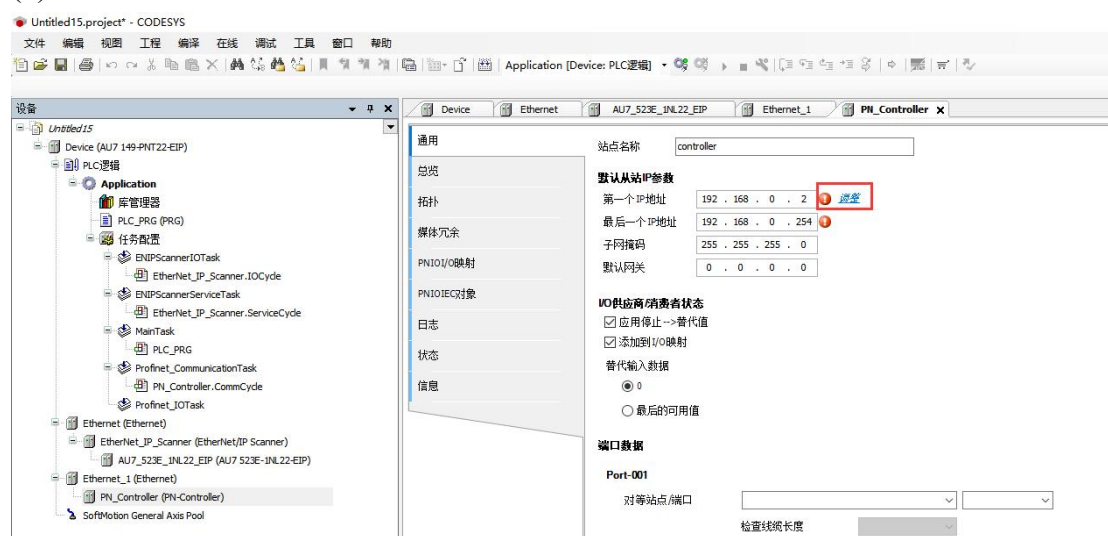 Untitled15.project* - CODESYS
文件 编辑 视图 工程 编译 在线 调试 工具 窗口 帮助
Application [Device: PLC逻辑]
设备
Device Ethernet AU7_523E_1NL22_EIP Ethernet_1 PN_Controller
Untitled15
Device (AU7 149-PNT22-EIP)
PLC逻辑
Application
库管理器
PLC_PRG (PRG)
任务配置
ENIPScannerIOTask
EtherNet_IP_Scanner.IOCycle
ENIPScannerServiceTask
EtherNet_IP_Scanner.ServiceCycle
MainTask
PLC_PRG
Profinet_CommunicationTask
PN_Controller.CommCycle
Profinet_IOTask
Ethernet (Ethernet)
EtherNet_IP_Scanner (EtherNet/IP Scanner)
AU7_523E_1NL22_EIP (AU7 523E-1NL22-EIP)
Ethernet_1 (Ethernet)
PN_Controller (PN-Controller)
SoftMotion General Axis Pool
通用
总览
拓扑
媒体冗余
PNIOI/O映射
PNIOIEC对象
日志
状态
信息
站点名称 controller
默认从站IP参数
第一个IP地址 192 . 168 . 0 . 2 调整
最后一个IP地址 192 . 168 . 0 . 254
子网掩码 255 . 255 . 255 . 0
默认网关 0 . 0 . 0 . 0
I/O供应商/消费者状态
应用停止-->替代值
添加到I/O映射
替代输入数据
0
最后的可用值
端口数据
Port-001
对等站点/端口
检查线缆长度